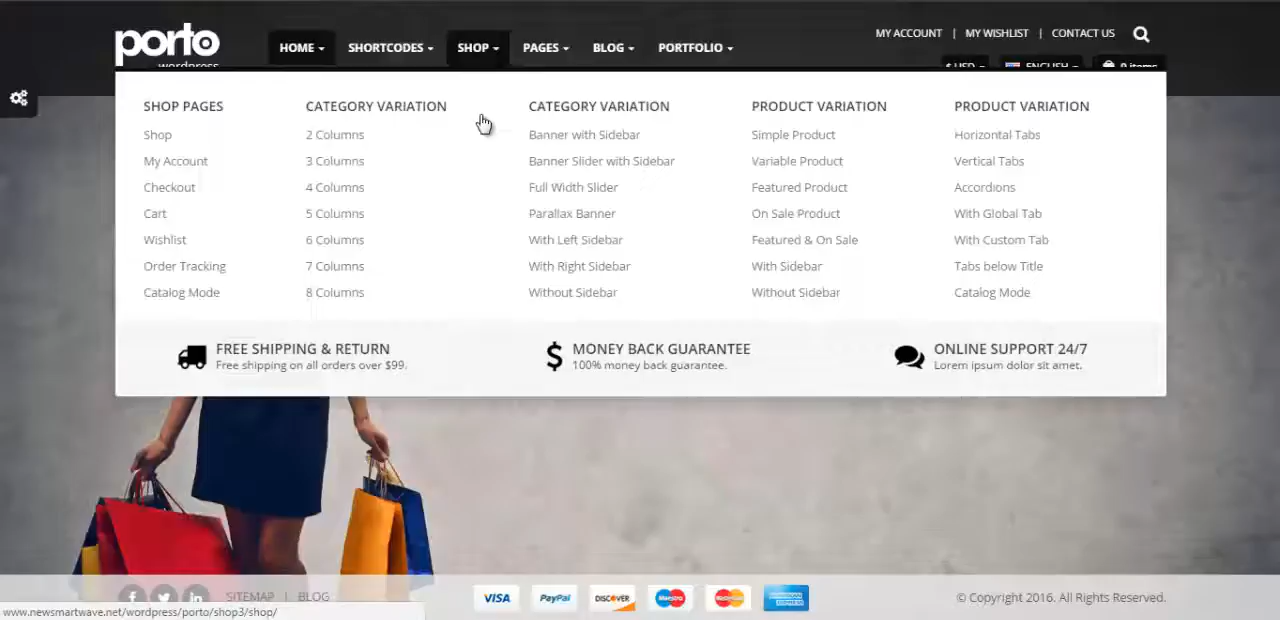 porto
wordpress
HOME
SHORTCODES
SHOP
PAGES
BLOG
PORTFOLIO
MY ACCOUNT | MY WISHLIST | CONTACT US
$ USD
ENGLISH
0 items
SHOP PAGES
Shop
My Account
Checkout
Cart
Wishlist
Order Tracking
Catalog Mode
CATEGORY VARIATION
2 Columns
3 Columns
4 Columns
5 Columns
6 Columns
7 Columns
8 Columns
CATEGORY VARIATION
Banner with Sidebar
Banner Slider with Sidebar
Full Width Slider
Parallax Banner
With Left Sidebar
With Right Sidebar
Without Sidebar
PRODUCT VARIATION
Simple Product
Variable Product
Featured Product
On Sale Product
Featured & On Sale
With Sidebar
Without Sidebar
PRODUCT VARIATION
Horizontal Tabs
Vertical Tabs
Accordions
With Global Tab
With Custom Tab
Tabs below Title
Catalog Mode
FREE SHIPPING & RETURN
Free shipping on all orders over $99.
MONEY BACK GUARANTEE
100% money back guarantee.
ONLINE SUPPORT 24/7
Lorem ipsum dolor sit amet.
SITEMAP | BLOG
VISA
PayPal
DISCOVER
Maestro
MasterCard
AMERICAN EXPRESS
© Copyright 2016. All Rights Reserved.
www.newsmartwave.net/wordpress/porto/shop3/shop/